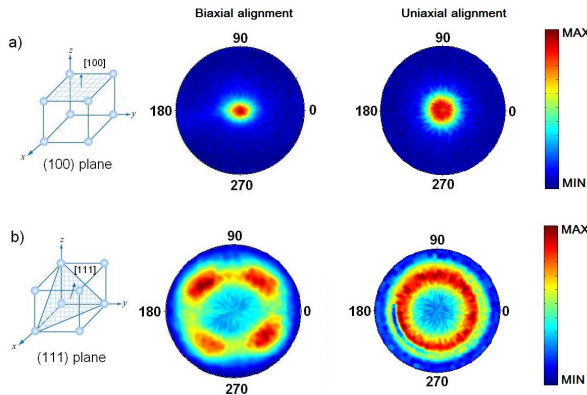 Biaxial alignment
Uniaxial alignment
a)
z
[100]
y
x
(100) plane
90
180
0
270
90
180
0
270
MAX
MIN
b)
z
[111]
y
x
(111) plane
90
180
0
270
90
180
0
270
MAX
MIN